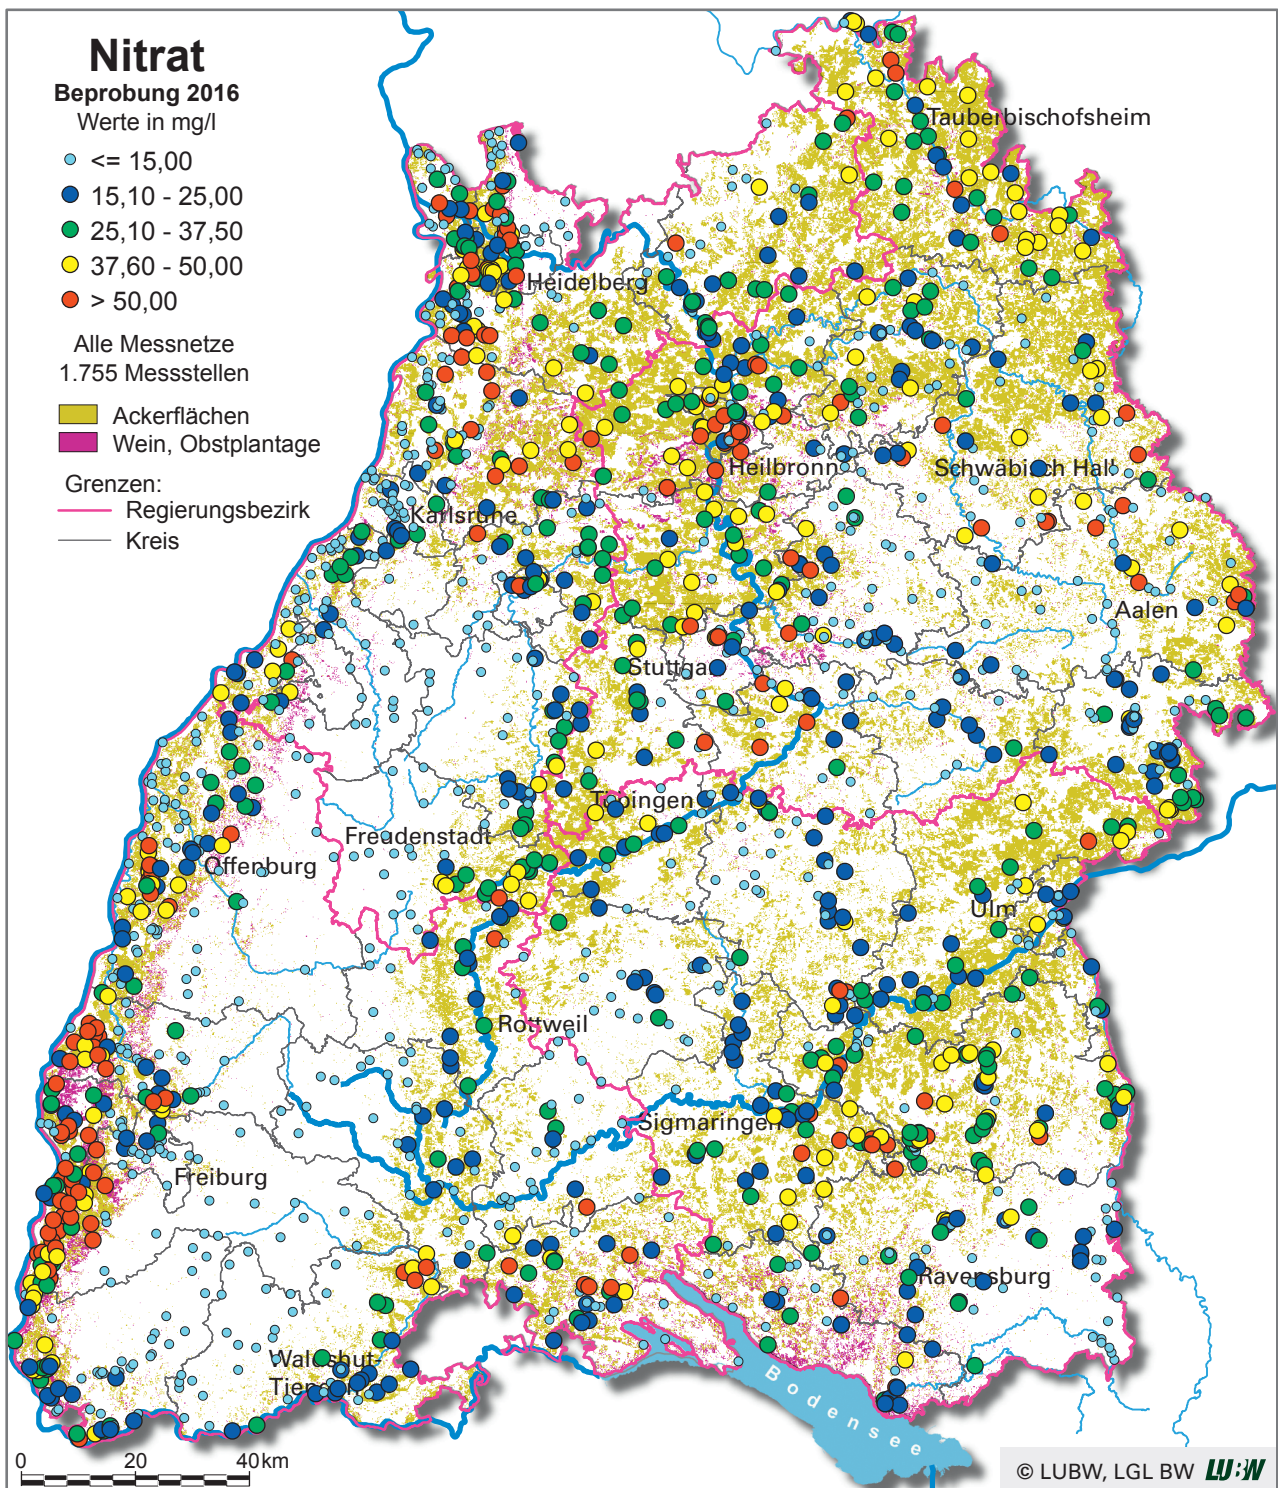 Nitrat
Beprobung 2016
Werte in mg/l
<= 15,00
15,10 - 25,00
25,10 - 37,50
37,60 - 50,00
> 50,00
Alle Messnetze
1.755 Messstellen
Ackerflächen
Wein, Obstplantage
Grenzen:
Regierungsbezirk
Kreis
Tauberbischofsheim
Heidelberg
Heilbronn
Schwäbisch Hall
Karlsruhe
Aalen
Stuttgart
Tübingen
Freudenstadt
Offenburg
Ulm
Rottweil
Sigmaringen
Freiburg
Ravensburg
Waldshut-
Tiengen
Bodensee
0 20 40 km
© LUBW, LGL BW LUBW